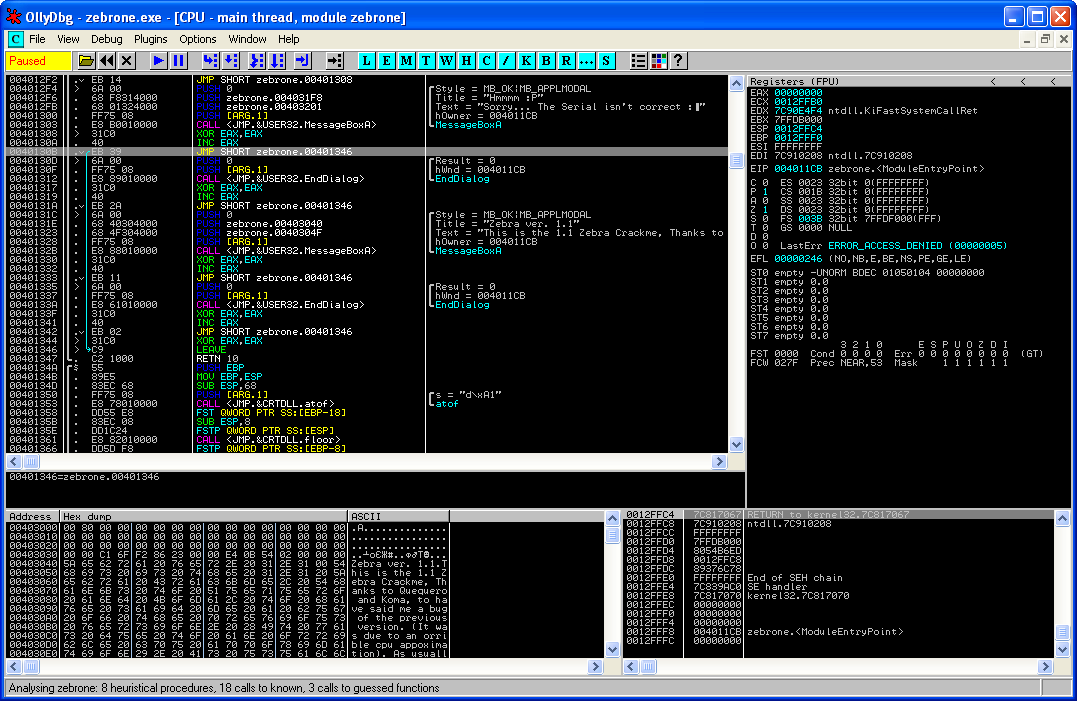 OllyDbg - zebrone.exe - [CPU - main thread, module zebrone]
C File View Debug Plugins Options Window Help
Paused L E M T W H C / K B R ... S ?
004012F2 EB 14 JMP SHORT zebrone.00401308
004012F4 6A 00 PUSH 0 Style = MB_OK|MB_APPLMODAL
004012F6 68 F8314000 PUSH zebrone.004031F8 Title = "Hmmmm :P"
004012FB 68 01324000 PUSH zebrone.00403201 Text = "Sorry... The Serial isn't correct :
00401300 FF75 08 PUSH [ARG.1] hOwner = 004011CB
00401303 E8 B0010000 CALL <JMP.&USER32.MessageBoxA> MessageBoxA
00401308 31C0 XOR EAX,EAX
0040130A 40 INC EAX
0040130B EB 39 JMP SHORT zebrone.00401346
0040130D 6A 00 PUSH 0 Result = 0
0040130F FF75 08 PUSH [ARG.1] hWnd = 004011CB
00401312 E8 89010000 CALL <JMP.&USER32.EndDialog> EndDialog
00401317 31C0 XOR EAX,EAX
00401319 40 INC EAX
0040131A EB 2A JMP SHORT zebrone.00401346
0040131C 6A 00 PUSH 0 Style = MB_OK|MB_APPLMODAL
0040131E 68 40304000 PUSH zebrone.00403040 Title = "Zebra ver. 1.1"
00401323 68 4F304000 PUSH zebrone.0040304F Text = "This is the 1.1 Zebra Crackme, Thanks to
00401328 FF75 08 PUSH [ARG.1] hOwner = 004011CB
0040132B E8 88010000 CALL <JMP.&USER32.MessageBoxA> MessageBoxA
00401330 31C0 XOR EAX,EAX
00401332 40 INC EAX
00401333 EB 11 JMP SHORT zebrone.00401346
00401335 6A 00 PUSH 0 Result = 0
00401337 FF75 08 PUSH [ARG.1] hWnd = 004011CB
0040133A E8 61010000 CALL <JMP.&USER32.EndDialog> EndDialog
0040133F 31C0 XOR EAX,EAX
00401341 40 INC EAX
00401342 EB 02 JMP SHORT zebrone.00401346
00401344 31C0 XOR EAX,EAX
00401346 C9 LEAVE
00401347 C2 1000 RETN 10
0040134A 55 PUSH EBP
0040134B 89E5 MOV EBP,ESP
0040134D 83EC 68 SUB ESP,68
00401350 FF75 08 PUSH [ARG.1] s = "d\xA1"
00401353 E8 78010000 CALL <JMP.&CRTDLL.atof> atof
00401358 DD55 E8 FST QWORD PTR SS:[EBP-18]
0040135B 83EC 08 SUB ESP,8
0040135E DD1C24 FSTP QWORD PTR SS:[ESP]
00401361 E8 82010000 CALL <JMP.&CRTDLL.floor>
00401366 DD5D F8 FSTP QWORD PTR SS:[EBP-8]
00401346=zebrone.00401346
Registers (FPU) < < <
EAX 00000000
ECX 0012FFB0
EDX 7C90E4F4 ntdll.KiFastSystemCallRet
EBX 7FFDB000
ESP 0012FFC4
EBP 0012FFF0
ESI FFFFFFFF
EDI 7C910208 ntdll.7C910208
EIP 004011CB zebrone.<ModuleEntryPoint>
C 0 ES 0023 32bit 0(FFFFFFFF)
P 1 CS 001B 32bit 0(FFFFFFFF)
A 0 SS 0023 32bit 0(FFFFFFFF)
Z 1 DS 0023 32bit 0(FFFFFFFF)
S 0 FS 003B 32bit 7FFDF000(FFF)
T 0 GS 0000 NULL
D 0
O 0 LastErr ERROR_ACCESS_DENIED (00000005)
EFL 00000246 (NO,NB,E,BE,NS,PE,GE,LE)
ST0 empty -UNORM BDEC 01050104 00000000
ST1 empty 0.0
ST2 empty 0.0
ST3 empty 0.0
ST4 empty 0.0
ST5 empty 0.0
ST6 empty 0.0
ST7 empty 0.0
3 2 1 0 E S P U O Z D I
FST 0000 Cond 0 0 0 0 Err 0 0 0 0 0 0 0 0 (GT)
FCW 027F Prec NEAR,53 Mask 1 1 1 1 1 1
Address Hex dump ASCII
00403000 00 80 00 00 00 00 00 00 00 00 00 00 00 00 00 00
00403010 00 00 00 00 00 00 00 00 00 00 00 00 00 00 00 00 ................
00403020 00 00 00 00 00 00 00 00 00 00 00 00 00 00 00 00 ................
00403030 00 00 C1 6F F2 86 23 00 00 E4 0B 54 02 00 00 00
00403040 5A 65 62 72 61 20 76 65 72 2E 20 31 2E 31 00 54 Zebra ver. 1.1.T
00403050 68 69 73 20 69 73 20 74 68 65 20 31 2E 31 20 5A his is the 1.1 Z
00403060 65 62 72 61 20 43 72 61 63 6B 6D 65 2C 20 54 68 ebra Crackme, Th
00403070 61 6E 6B 73 20 74 6F 20 51 75 65 71 75 65 72 6F anks to Quequero
00403080 20 61 6E 64 20 4B 6F 6D 61 2C 20 74 6F 20 68 61 and Koma, to ha
00403090 76 65 20 73 61 69 64 20 6D 65 20 61 20 62 75 67 ve said me a bug
004030A0 20 6F 66 20 74 68 65 20 70 72 65 76 69 6F 75 73 of the previous
004030B0 20 76 65 72 73 69 6F 6E 2E 20 28 49 74 20 77 61 version. (It wa
004030C0 73 20 64 75 65 20 74 6F 20 61 6E 20 6F 72 72 69 s due to an orri
004030D0 62 6C 65 20 63 70 75 20 61 70 70 6F 78 69 6D 61 ble cpu appoxima
004030E0 74 69 6F 6E 29 2E 20 41 73 20 75 73 75 61 6C 6C tion). As usuall
0012FFC4 7C817067 RETURN to kernel32.7C817067
0012FFC8 7C910208 ntdll.7C910208
0012FFCC FFFFFFFF
0012FFD0 7FFDB000
0012FFD4 8054B6ED
0012FFD8 0012FFC8
0012FFDC 89376C78
0012FFE0 FFFFFFFF End of SEH chain
0012FFE4 7C839AC0 SE handler
0012FFE8 7C817070 kernel32.7C817070
0012FFEC 00000000
0012FFF0 00000000
0012FFF4 00000000
0012FFF8 004011CB zebrone.<ModuleEntryPoint>
0012FFFC 00000000
Analysing zebrone: 8 heuristical procedures, 18 calls to known, 3 calls to guessed functions